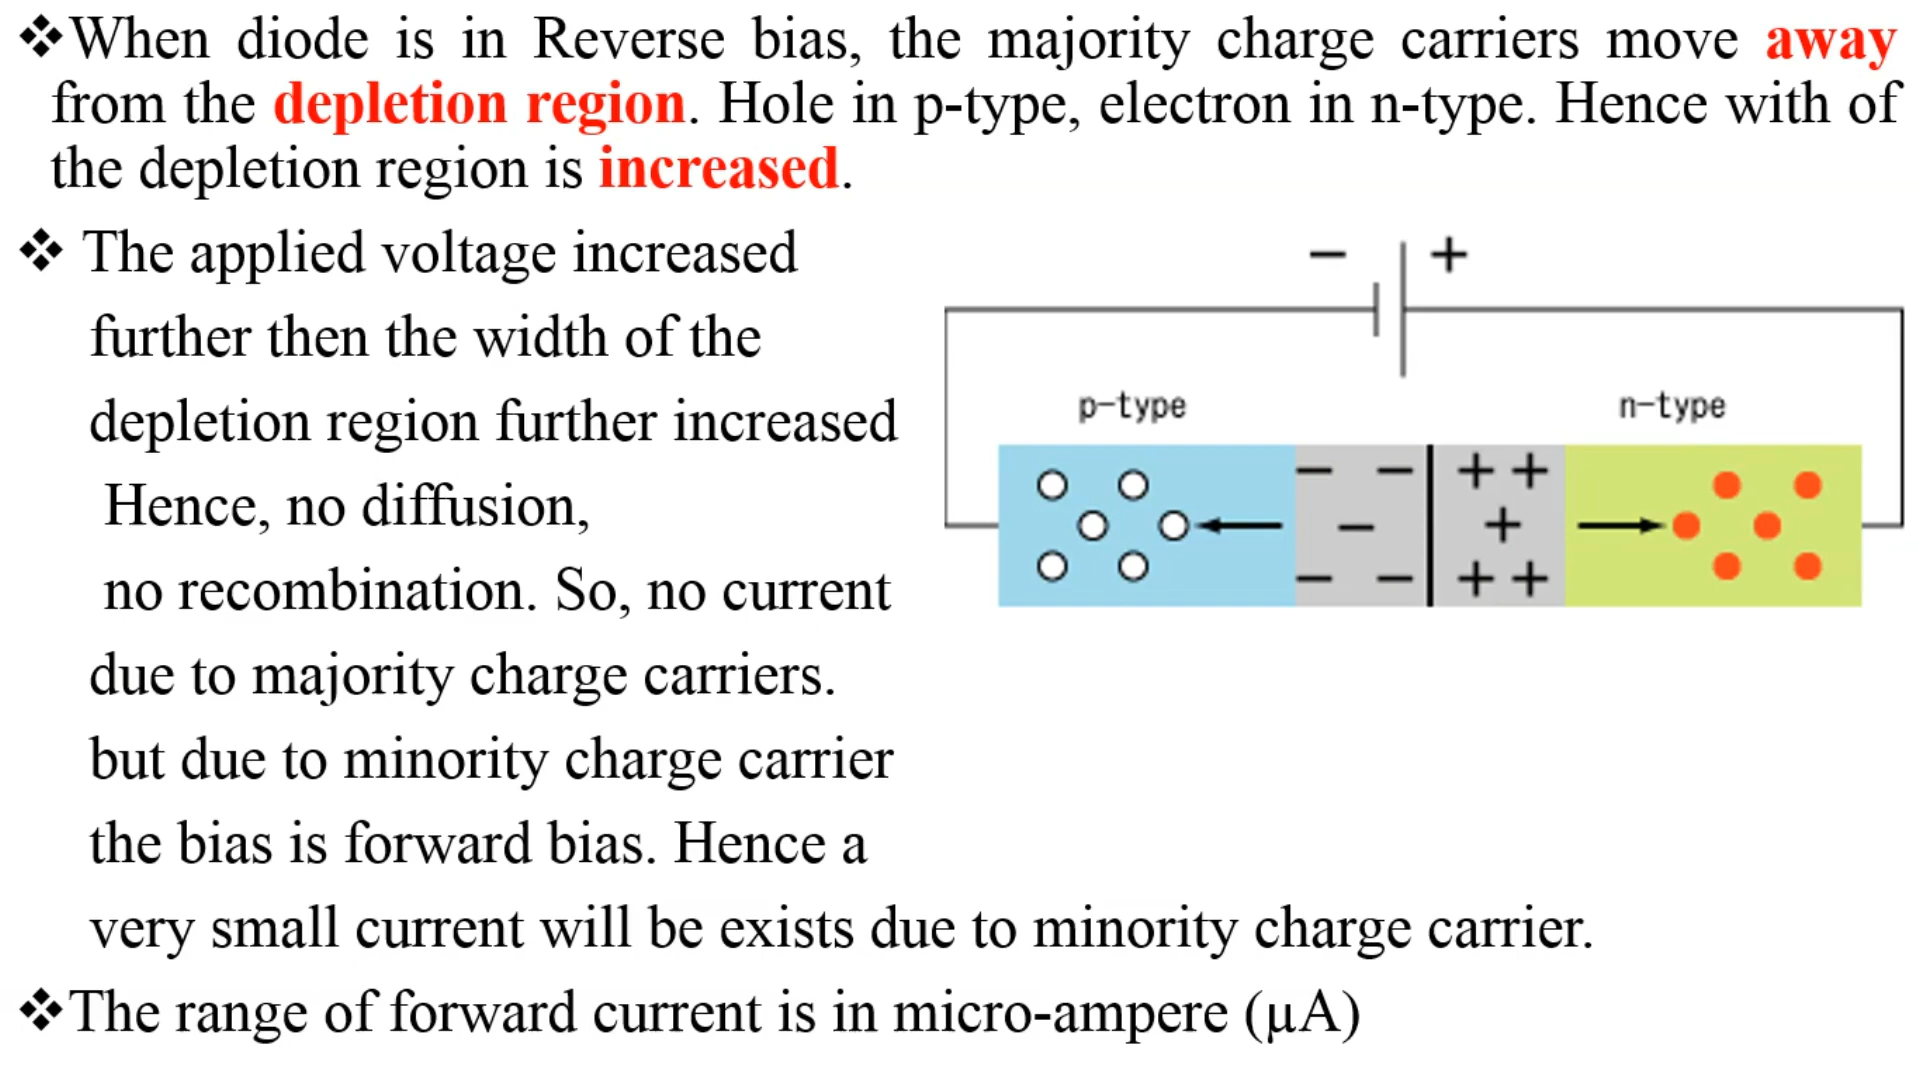 ❖When diode is in Reverse bias, the majority charge carriers move away
from the depletion region. Hole in p-type, electron in n-type. Hence with of
the depletion region is increased.
❖ The applied voltage increased
further then the width of the
depletion region further increased
Hence, no diffusion,
no recombination. So, no current
due to majority charge carriers.
but due to minority charge carrier
the bias is forward bias. Hence a
very small current will be exists due to minority charge carrier.
❖The range of forward current is in micro-ampere (μA)
− +
p-type n-type
− − + +
− +
− − + +